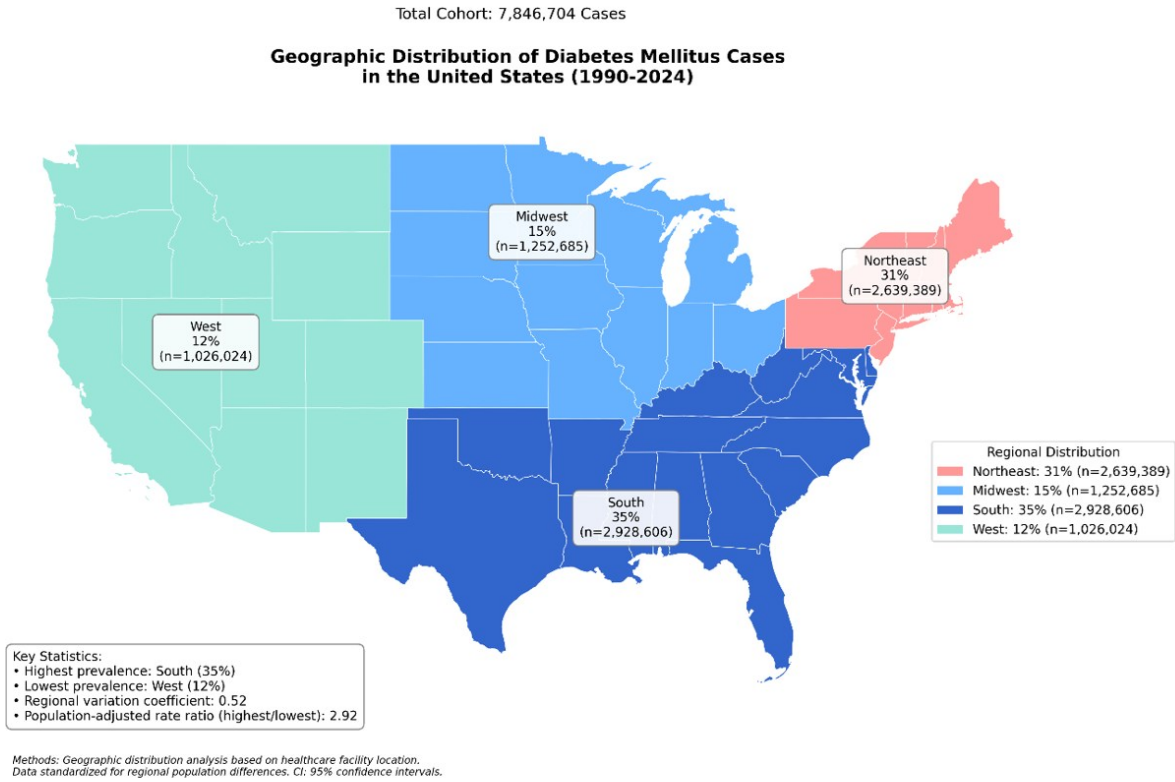 Total Cohort: 7,846,704 Cases
Geographic Distribution of Diabetes Mellitus Cases
in the United States (1990-2024)
Midwest
15%
(n=1,252,685)
Northeast
31%
(n=2,639,389)
West
12%
(n=1,026,024)
South
35%
(n=2,928,606)
Regional Distribution
Northeast: 31% (n=2,639,389)
Midwest: 15% (n=1,252,685)
South: 35% (n=2,928,606)
West: 12% (n=1,026,024)
Key Statistics:
• Highest prevalence: South (35%)
• Lowest prevalence: West (12%)
• Regional variation coefficient: 0.52
• Population-adjusted rate ratio (highest/lowest): 2.92
Methods: Geographic distribution analysis based on healthcare facility location.
Data standardized for regional population differences. CI: 95% confidence intervals.